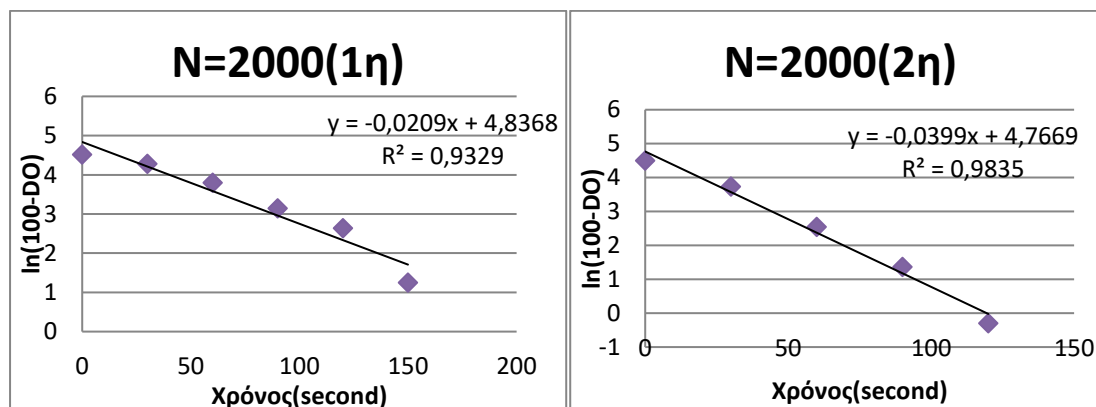 N=2000(1η)
6
5
4
3
2
1
0
y = -0,0209x + 4,8368
R² = 0,9329
ln(100-DO)
0 50 100 150 200
Χρόνος(second)
N=2000(2η)
6
5
4
3
2
1
0
-1
y = -0,0399x + 4,7669
R² = 0,9835
ln(100-DO)
0 50 100 150
Χρόνος(second)